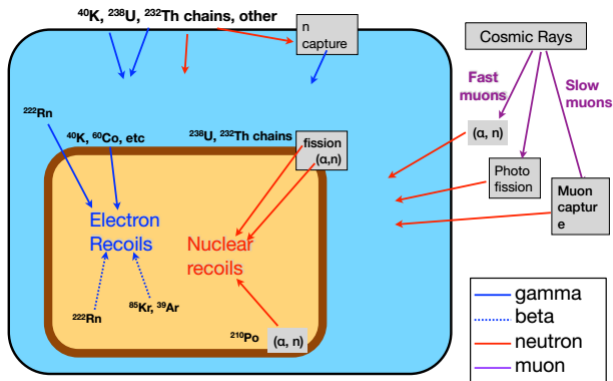 ⁴⁰K, ²³⁸U, ²³²Th chains, other
n
capture
Cosmic Rays
Fast
muons
Slow
muons
²²²Rn
⁴⁰K, ⁶⁰Co, etc
²³⁸U, ²³²Th chains
fission
(α,n)
(α, n)
Photo
fission
Muon
captur
e
Electron
Recoils
Nuclear
recoils
²²²Rn
⁸⁵Kr, ³⁹Ar
²¹⁰Po
(α, n)
gamma
beta
neutron
muon